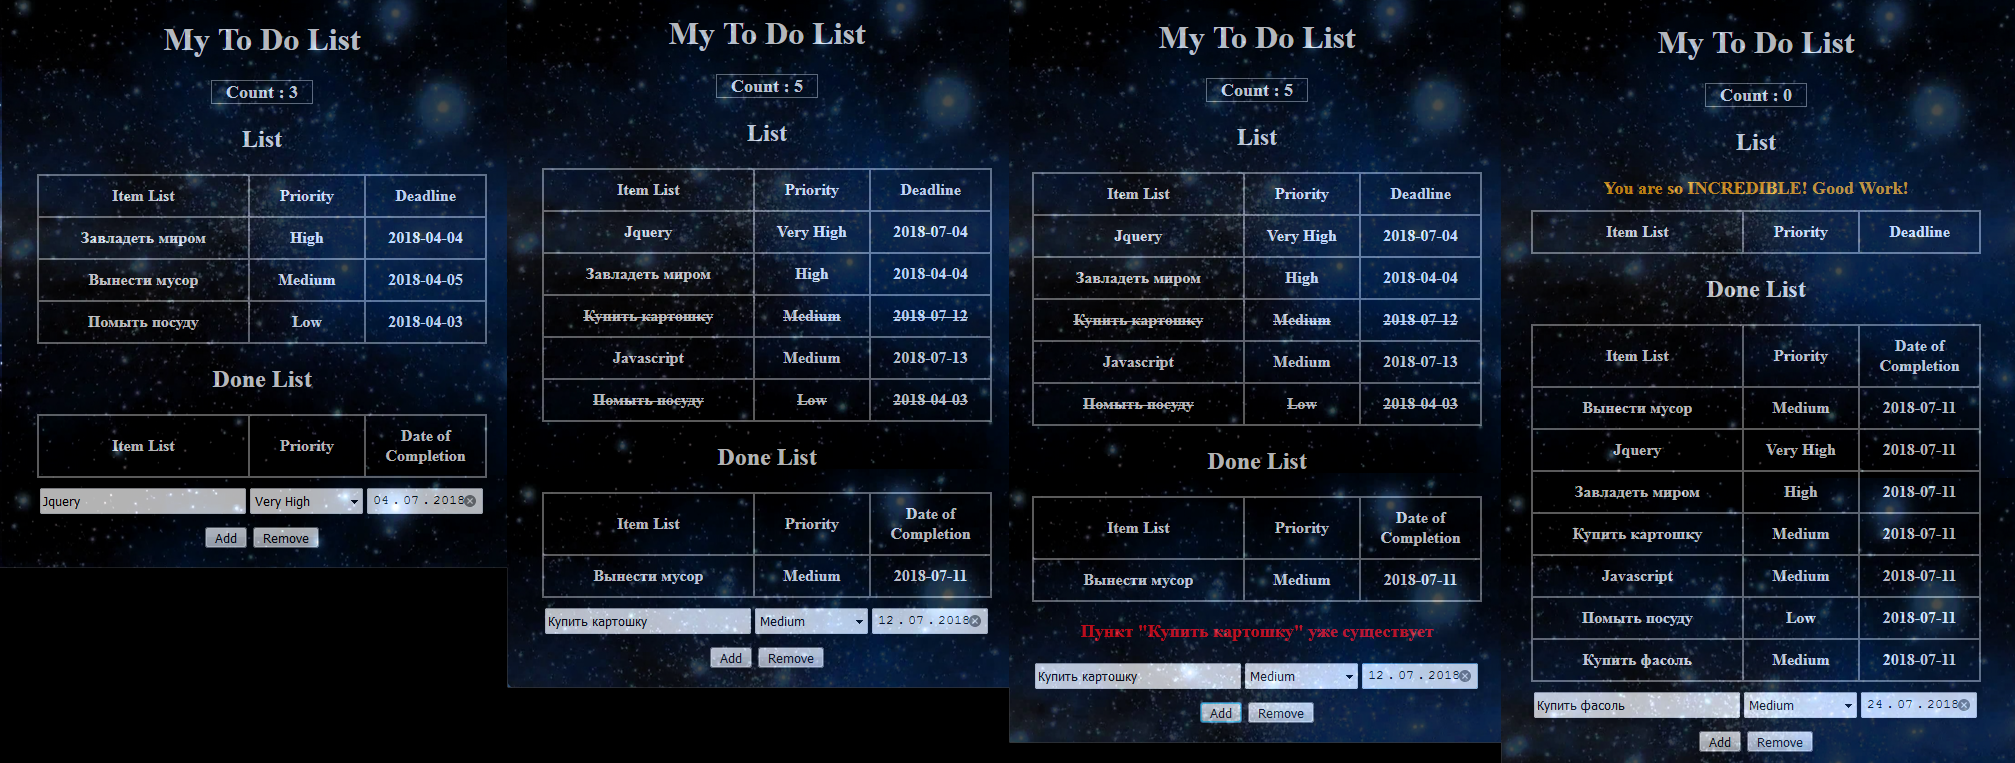 My To Do List
Count : 3
List
Item List Priority Deadline
Завладеть миром High 2018-04-04
Вынести мусор Medium 2018-04-05
Помыть посуду Low 2018-04-03
Done List
Item List Priority Date of
Completion
Jquery Very High 04.07.2018
Add Remove
My To Do List
Count : 5
List
Item List Priority Deadline
Jquery Very High 2018-07-04
Завладеть миром High 2018-04-04
Купить картошку Medium 2018-07-12
Javascript Medium 2018-07-13
Помыть посуду Low 2018-04-03
Done List
Item List Priority Date of
Completion
Вынести мусор Medium 2018-07-11
Купить картошку Medium 12.07.2018
Add Remove
My To Do List
Count : 5
List
Item List Priority Deadline
Jquery Very High 2018-07-04
Завладеть миром High 2018-04-04
Купить картошку Medium 2018-07-12
Javascript Medium 2018-07-13
Помыть посуду Low 2018-04-03
Done List
Item List Priority Date of
Completion
Вынести мусор Medium 2018-07-11
Пункт "Купить картошку" уже существует
Купить картошку Medium 12.07.2018
Add Remove
My To Do List
Count : 0
List
You are so INCREDIBLE! Good Work!
Item List Priority Deadline
Done List
Item List Priority Date of
Completion
Вынести мусор Medium 2018-07-11
Jquery Very High 2018-07-11
Завладеть миром High 2018-07-11
Купить картошку Medium 2018-07-11
Javascript Medium 2018-07-11
Помыть посуду Low 2018-07-11
Купить фасоль Medium 2018-07-11
Купить фасоль Medium 24.07.2018
Add Remove